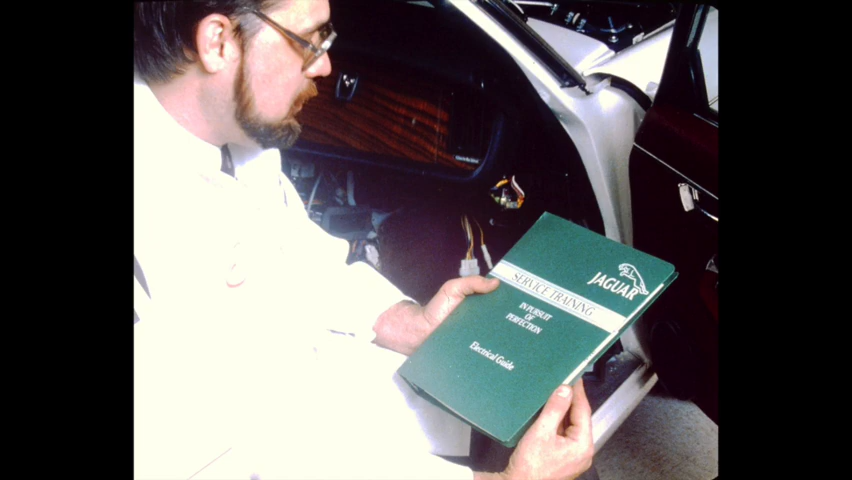 JAGUAR
SERVICE TRAINING
IN PURSUIT
OF
PERFECTION
Electrical Guide